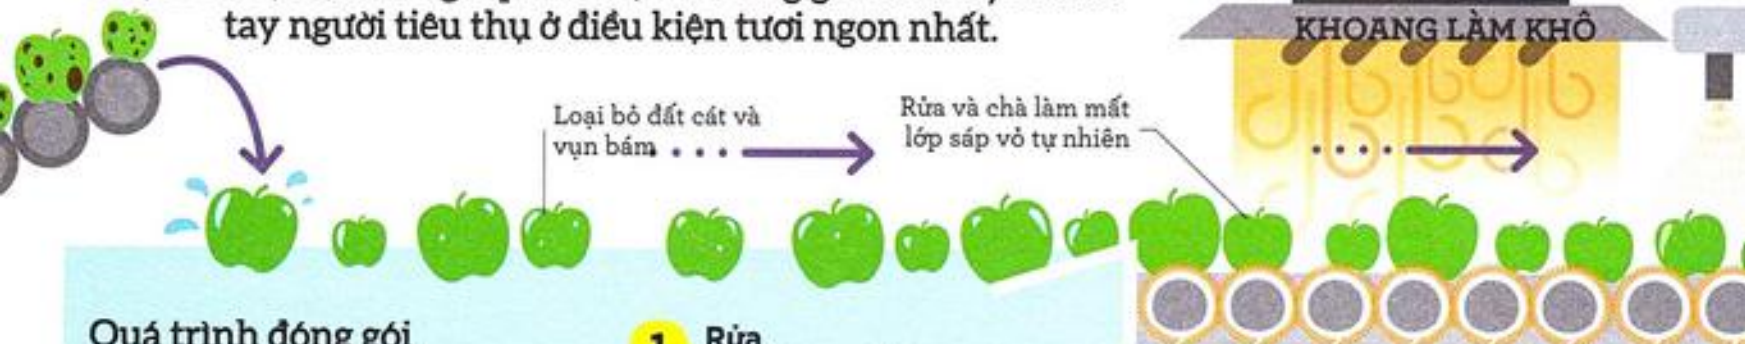 tay người tiêu thụ ở điều kiện tươi ngon nhất.
KHOANG LÀM KHÔ
Loại bỏ đất cát và
vụn bám
Rửa và chà làm mất
lớp sáp vỏ tự nhiên
Quá trình đóng gói
1 Rửa